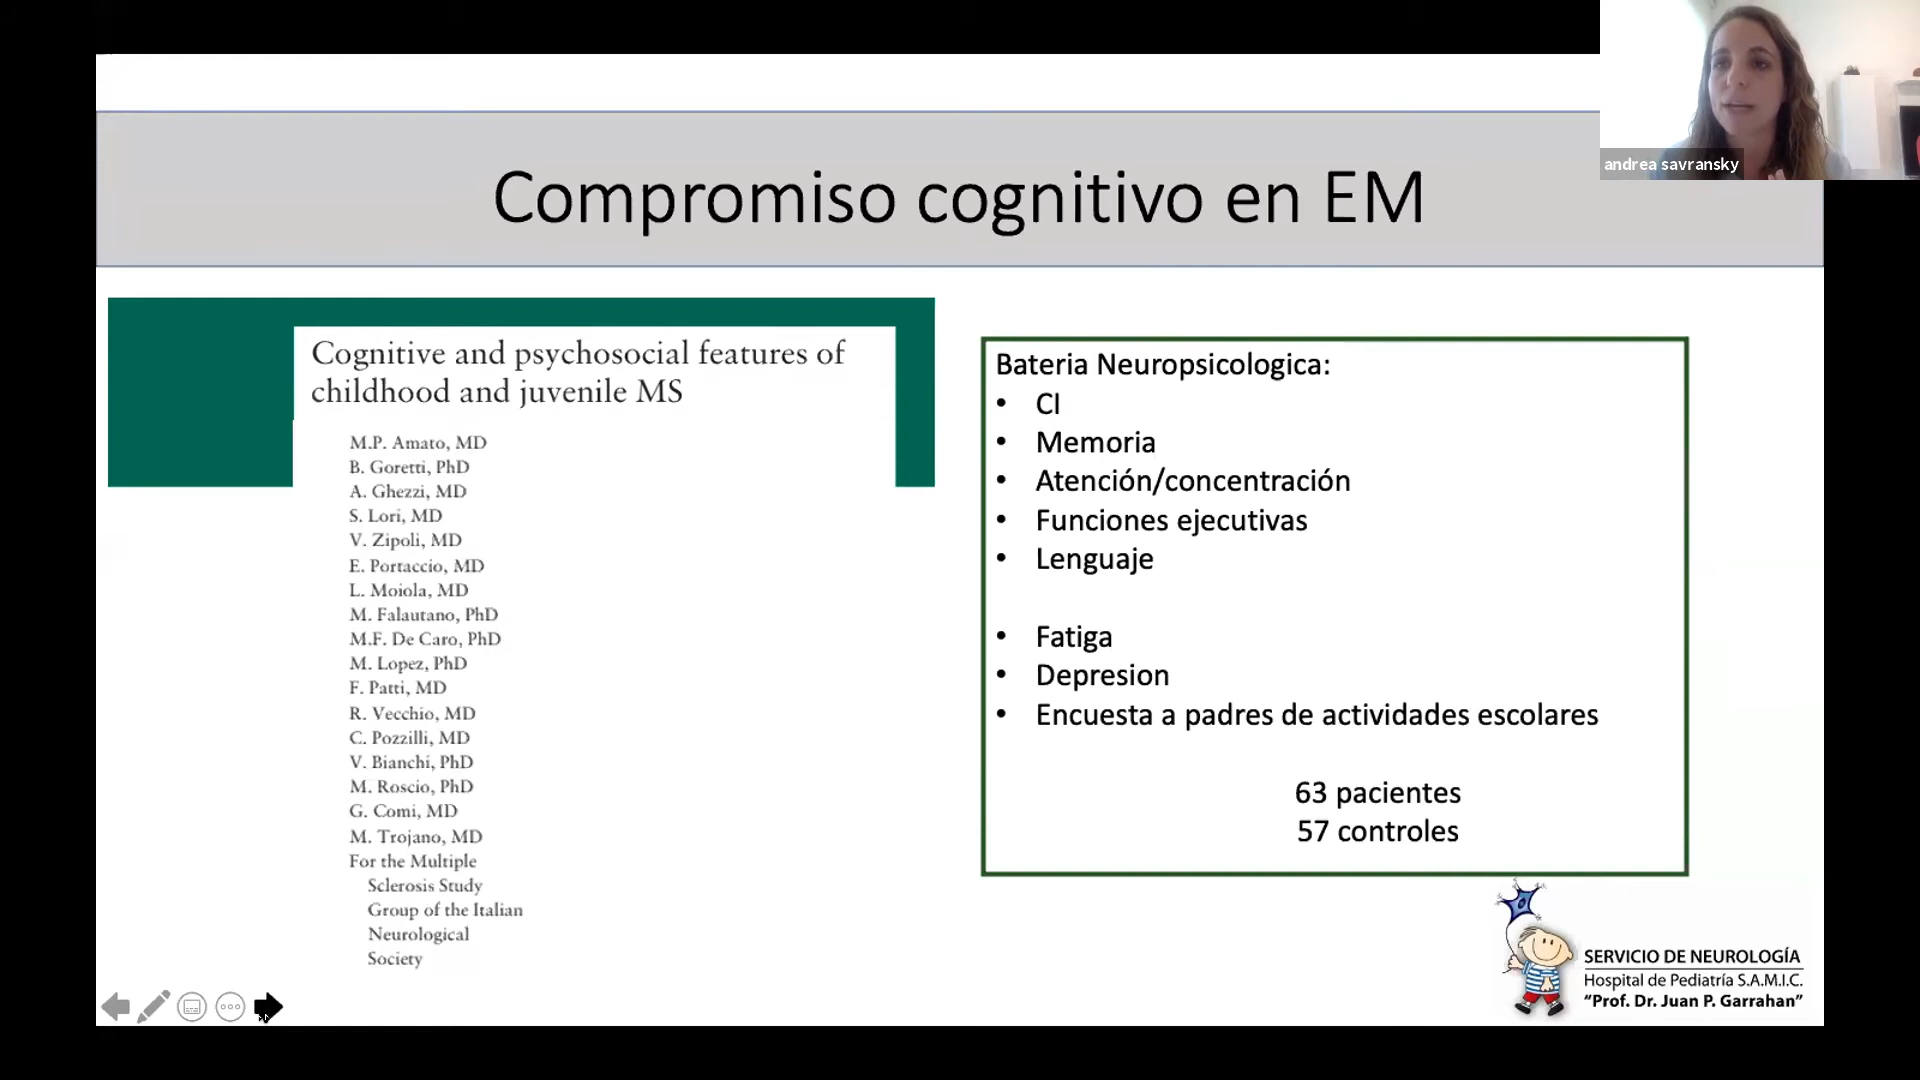 andrea savransky
Compromiso cognitivo en EM
Cognitive and psychosocial features of
childhood and juvenile MS
M.P. Amato, MD
B. Goretti, PhD
A. Ghezzi, MD
S. Lori, MD
V. Zipoli, MD
E. Portaccio, MD
L. Moiola, MD
M. Falautano, PhD
M.F. De Caro, PhD
M. Lopez, PhD
F. Patti, MD
R. Vecchio, MD
C. Pozzilli, MD
V. Bianchi, PhD
M. Roscio, PhD
G. Comi, MD
M. Trojano, MD
For the Multiple
Sclerosis Study
Group of the Italian
Neurological
Society
Bateria Neuropsicologica:
• CI
• Memoria
• Atención/concentración
• Funciones ejecutivas
• Lenguaje
• Fatiga
• Depresion
• Encuesta a padres de actividades escolares
63 pacientes
57 controles
SERVICIO DE NEUROLOGÍA
Hospital de Pediatría S.A.M.I.C.
“Prof. Dr. Juan P. Garrahan”